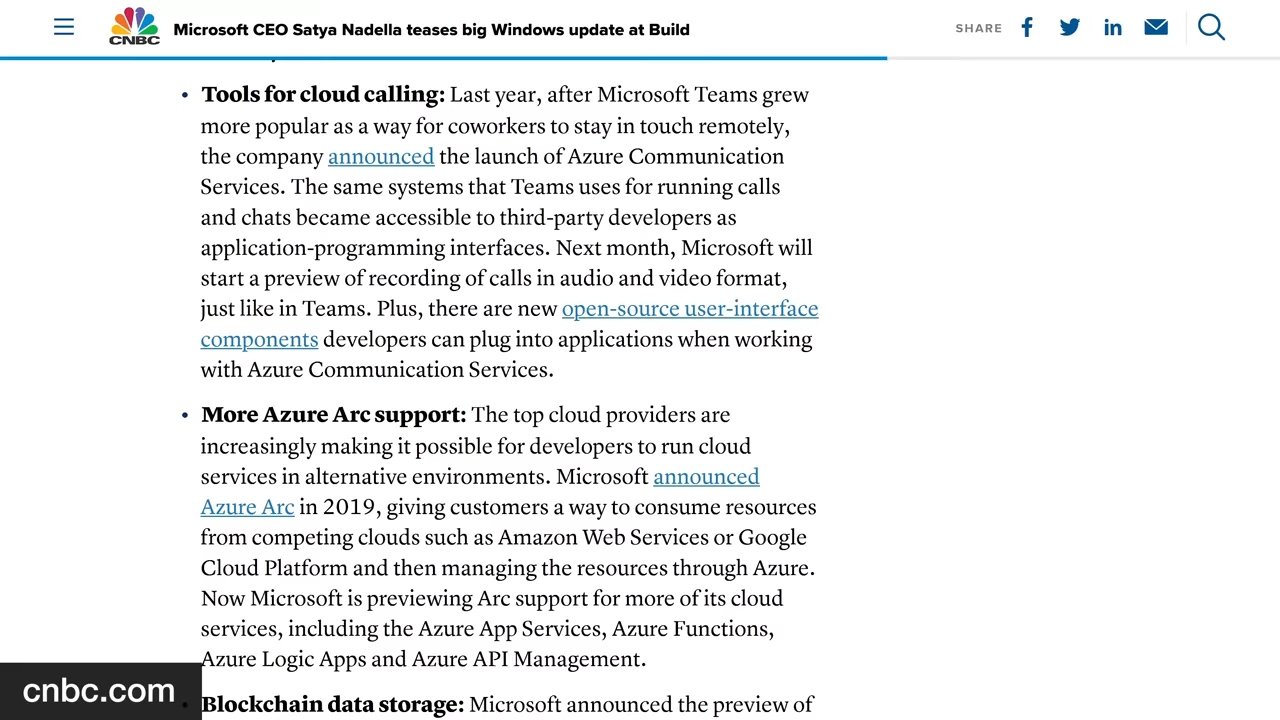 CNBC
Microsoft CEO Satya Nadella teases big Windows update at Build
SHARE
• Tools for cloud calling: Last year, after Microsoft Teams grew
more popular as a way for coworkers to stay in touch remotely,
the company announced the launch of Azure Communication
Services. The same systems that Teams uses for running calls
and chats became accessible to third-party developers as
application-programming interfaces. Next month, Microsoft will
start a preview of recording of calls in audio and video format,
just like in Teams. Plus, there are new open-source user-interface
components developers can plug into applications when working
with Azure Communication Services.
• More Azure Arc support: The top cloud providers are
increasingly making it possible for developers to run cloud
services in alternative environments. Microsoft announced
Azure Arc in 2019, giving customers a way to consume resources
from competing clouds such as Amazon Web Services or Google
Cloud Platform and then managing the resources through Azure.
Now Microsoft is previewing Arc support for more of its cloud
services, including the Azure App Services, Azure Functions,
Azure Logic Apps and Azure API Management.
• Blockchain data storage: Microsoft announced the preview of
cnbc.com